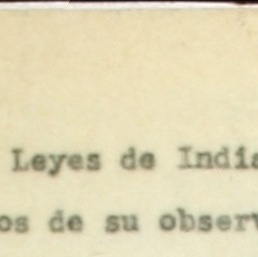 Leyes de India
os de su observ